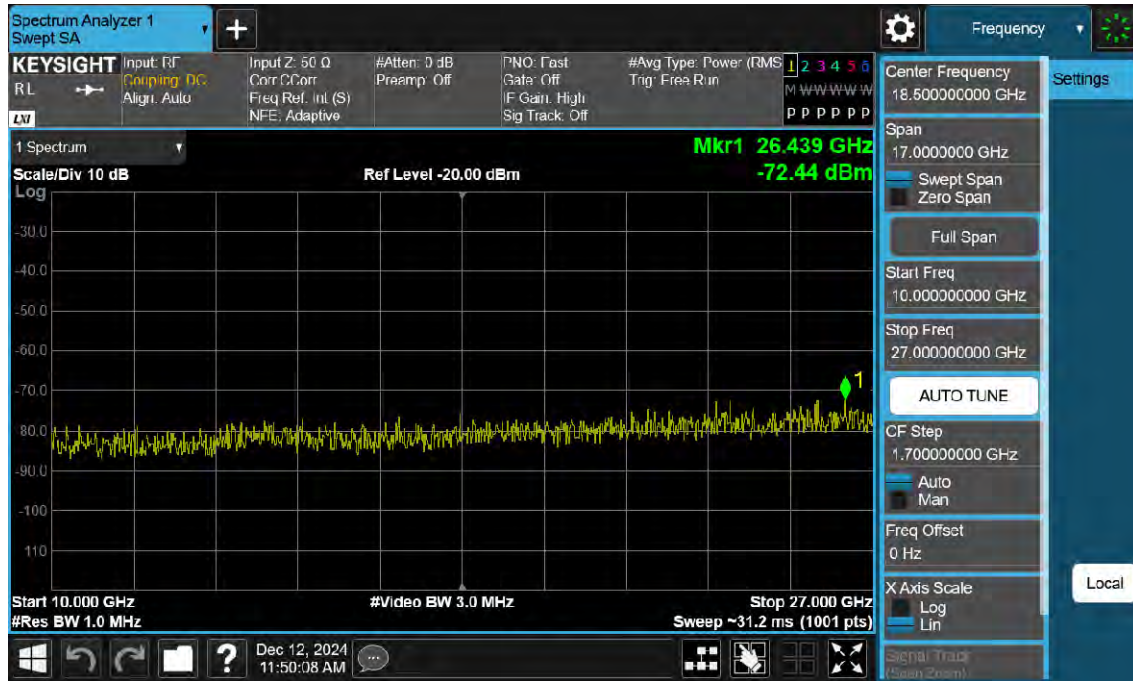 Spectrum Analyzer 1
Swept SA
+
Frequency
KEYSIGHT
RL
LXI
Input: RF
Coupling: DC
Align: Auto
Input Z: 50 Ω
Corr CCorr
Freq Ref: Int (S)
NFE: Adaptive
#Atten: 0 dB
Preamp: Off
PNO: Fast
Gate: Off
IF Gain: High
Sig Track: Off
#Avg Type: Power (RMS
Trig: Free Run
1 2 3 4 5 6
M W W W W W
P P P P P P
1 Spectrum
Scale/Div 10 dB
Log
Ref Level -20.00 dBm
Mkr1 26.439 GHz
-72.44 dBm
-30.0
-40.0
-50.0
-60.0
-70.0
80.0
-90.0
-100
110
1
Start 10.000 GHz
#Res BW 1.0 MHz
#Video BW 3.0 MHz
Stop 27.000 GHz
Sweep ~31.2 ms (1001 pts)
Center Frequency
18.500000000 GHz
Span
17.0000000 GHz
Swept Span
Zero Span
Full Span
Start Freq
10.000000000 GHz
Stop Freq
27.000000000 GHz
AUTO TUNE
CF Step
1.700000000 GHz
Auto
Man
Freq Offset
0 Hz
X Axis Scale
Log
Lin
Signal Track
(Span Zoom)
Settings
Local
?
Dec 12, 2024
11:50:08 AM